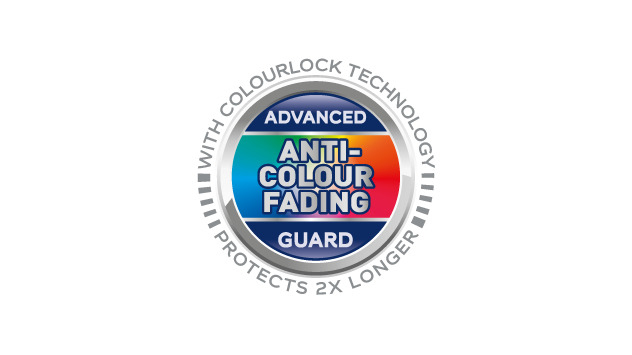 WITH COLOURLOCK TECHNOLOGY
ADVANCED
ANTI-
COLOUR
FADING
GUARD
PROTECTS 2X LONGER